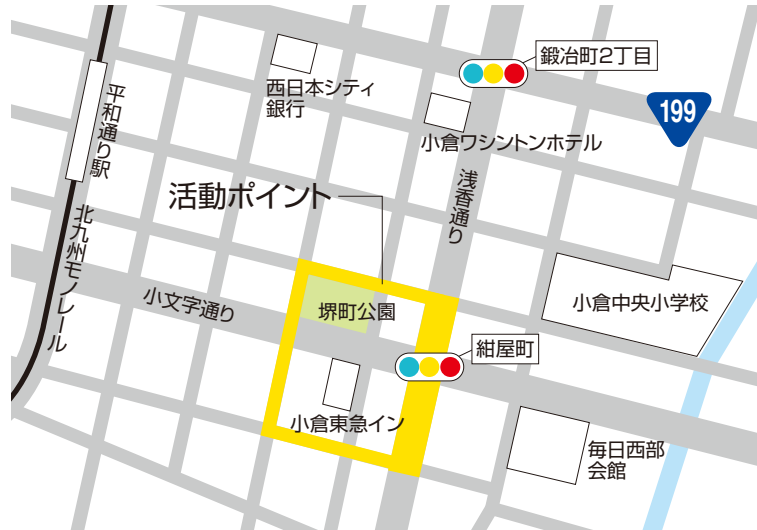 鍛冶町2丁目
西日本シティ
銀行
199
平和通り駅
小倉ワシントンホテル
浅香通り
活動ポイント
北九州モノレール
小文字通り
堺町公園
小倉中央小学校
紺屋町
小倉東急イン
毎日西部
会館